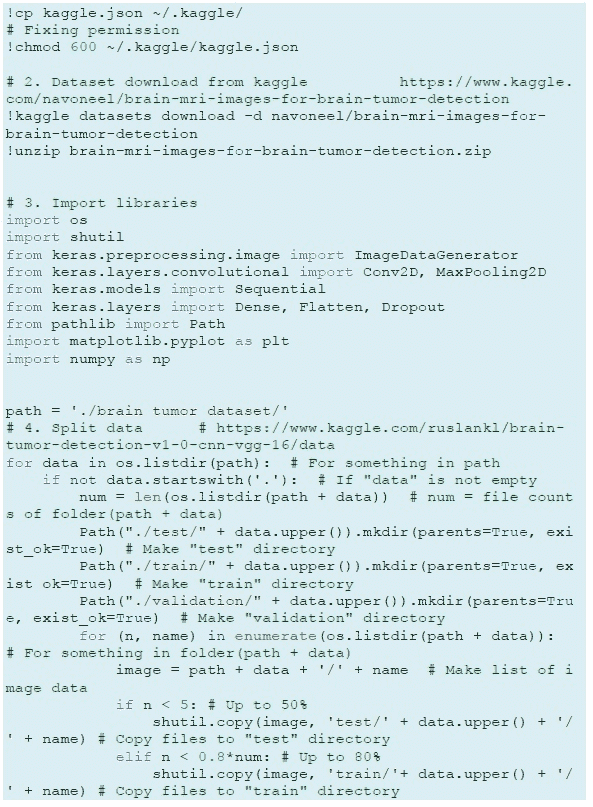 !cp kaggle.json ~/.kaggle/
# Fixing permission
!chmod 600 ~/.kaggle/kaggle.json
# 2. Dataset download from kaggle https://www.kaggle.
com/navoneel/brain-mri-images-for-brain-tumor-detection
!kaggle datasets download -d navoneel/brain-mri-images-for-
brain-tumor-detection
!unzip brain-mri-images-for-brain-tumor-detection.zip
# 3. Import libraries
import os
import shutil
from keras.preprocessing.image import ImageDataGenerator
from keras.layers.convolutional import Conv2D, MaxPooling2D
from keras.models import Sequential
from keras.layers import Dense, Flatten, Dropout
from pathlib import Path
import matplotlib.pyplot as plt
import numpy as np
path = './brain tumor dataset/'
# 4. Split data # https://www.kaggle.com/ruslankl/brain-
tumor-detection-v1-0-cnn-vgg-16/data
for data in os.listdir(path): # For something in path
if not data.startswith('.'): # If "data" is not empty
num = len(os.listdir(path + data)) # num = file count
s of folder(path + data)
Path("./test/" + data.upper()).mkdir(parents=True, exi
st_ok=True) # Make "test" directory
Path("./train/" + data.upper()).mkdir(parents=True, ex
ist ok=True) # Make "train" directory
Path("./validation/" + data.upper()).mkdir(parents=Tru
e, exist_ok=True) # Make "validation" directory
for (n, name) in enumerate(os.listdir(path + data)):
# For something in folder(path + data)
image = path + data + '/' + name # Make list of i
mage data
if n < 5: # Up to 50%
shutil.copy(image, 'test/' + data.upper() + '/
' + name) # Copy files to "test" directory
elif n < 0.8*num: # Up to 80%
shutil.copy(image, 'train/'+ data.upper() + '/
' + name) # Copy files to "train" directory